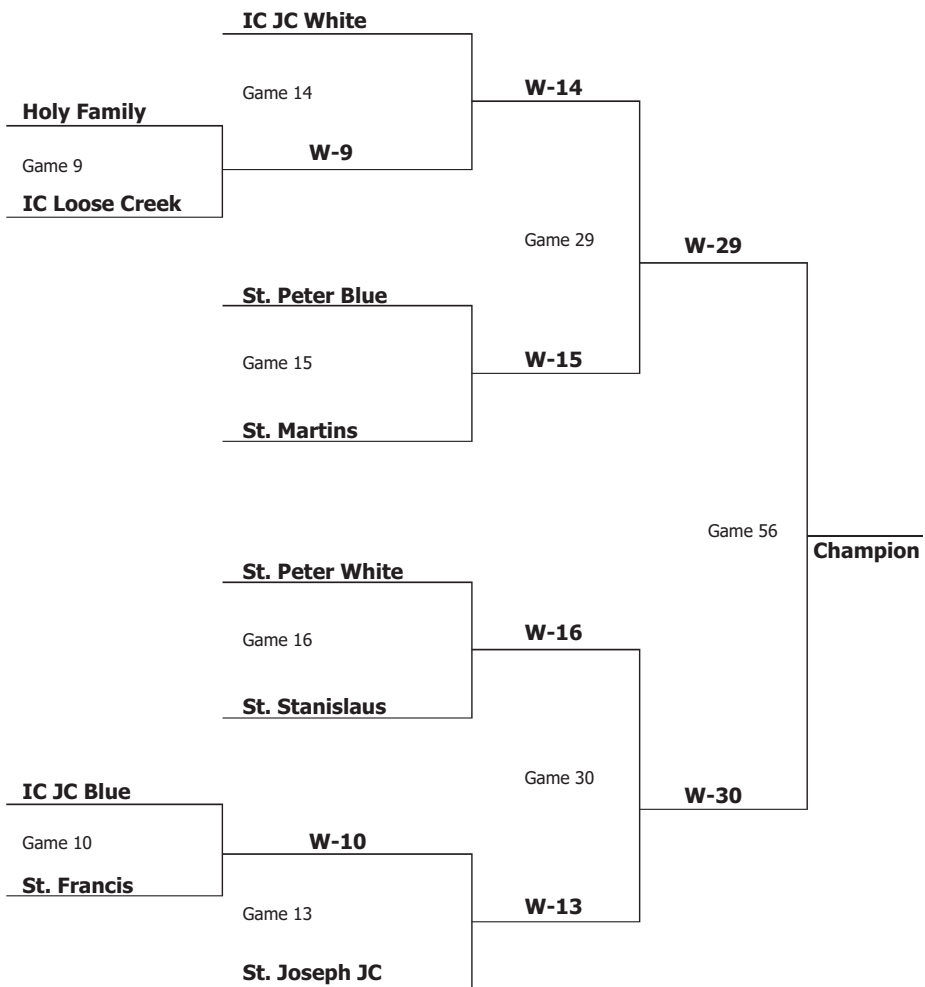 IC JC White
Game 14
W-14
Holy Family
Game 9
W-9
IC Loose Creek
Game 29
W-29
St. Peter Blue
Game 15
W-15
St. Martins
Game 56
Champion
St. Peter White
Game 16
W-16
St. Stanislaus
Game 30
W-30
IC JC Blue
Game 10
W-10
St. Francis
Game 13
W-13
St. Joseph JC